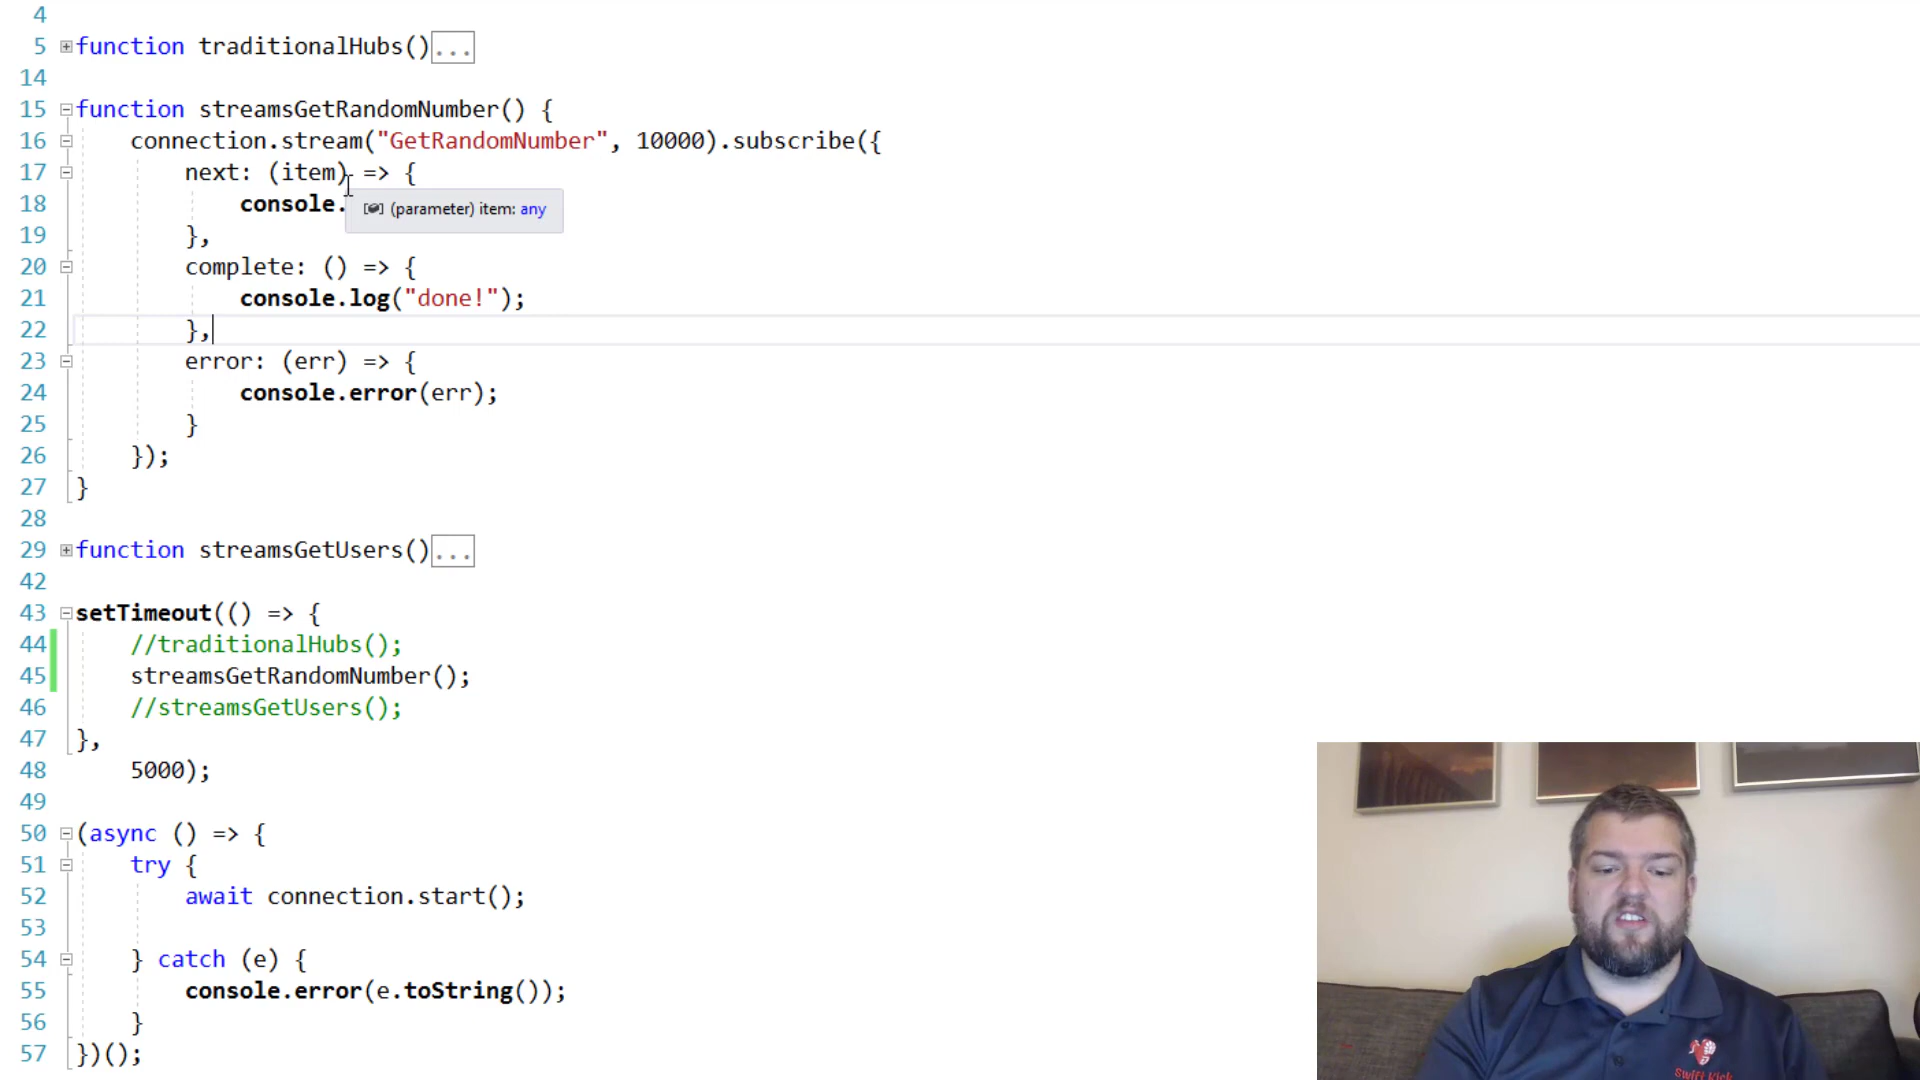 4
5 function traditionalHubs()...
14
15 function streamsGetRandomNumber() {
16 connection.stream("GetRandomNumber", 10000).subscribe({
17 next: (item) => {
18 console.
(parameter) item: any
19 },
20 complete: () => {
21 console.log("done!");
22 },
23 error: (err) => {
24 console.error(err);
25 }
26 });
27 }
28
29 function streamsGetUsers()...
42
43 setTimeout(() => {
44 //traditionalHubs();
45 streamsGetRandomNumber();
46 //streamsGetUsers();
47 },
48 5000);
49
50 (async () => {
51 try {
52 await connection.start();
53
54 } catch (e) {
55 console.error(e.toString());
56 }
57 })();
Swift Kick